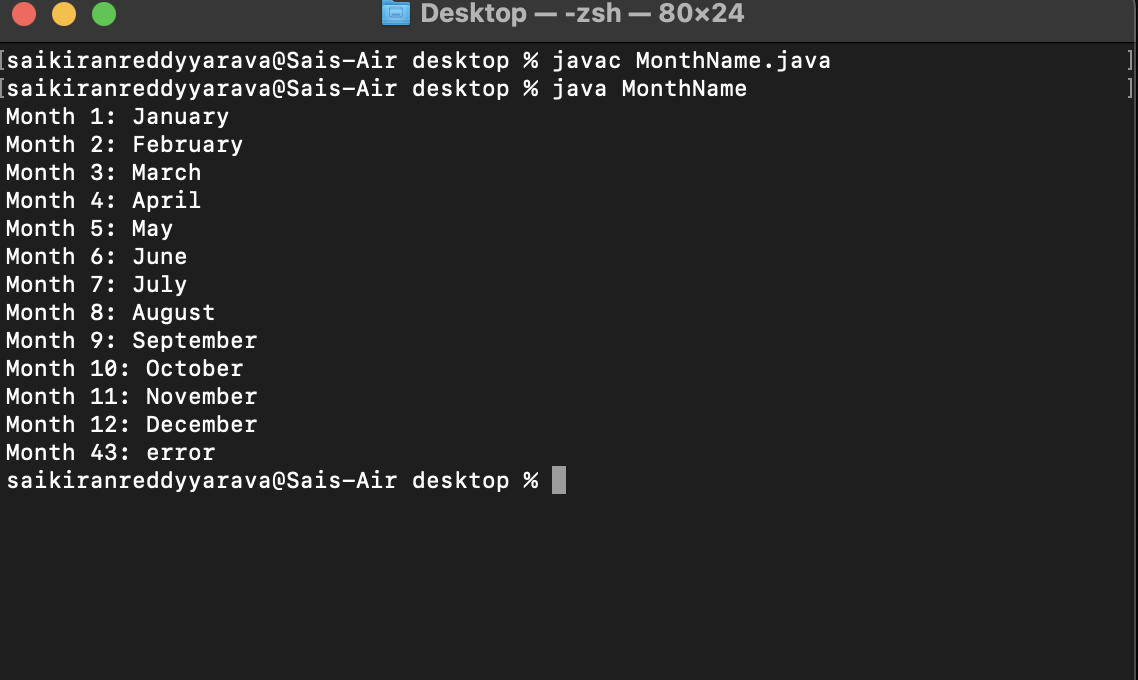 Desktop — -zsh — 80×24
[saikiranreddyyarava@Sais-Air desktop % javac MonthName.java ]
[saikiranreddyyarava@Sais-Air desktop % java MonthName ]
Month 1: January
Month 2: February
Month 3: March
Month 4: April
Month 5: May
Month 6: June
Month 7: July
Month 8: August
Month 9: September
Month 10: October
Month 11: November
Month 12: December
Month 43: error
saikiranreddyyarava@Sais-Air desktop %